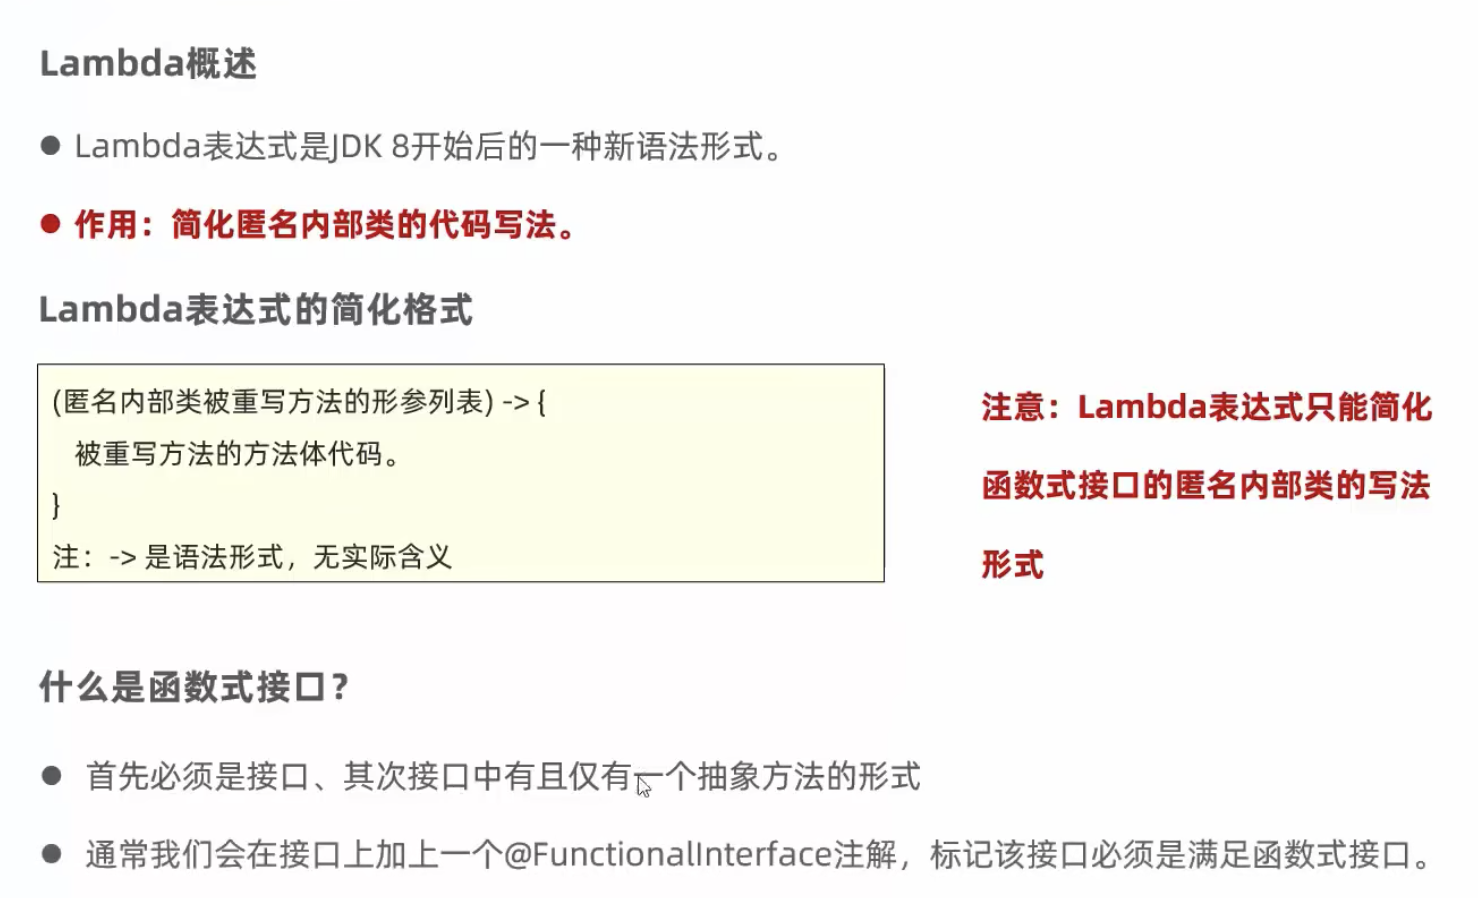 Lambda概述
● Lambda表达式是JDK 8开始后的一种新语法形式。
● 作用：简化匿名内部类的代码写法。
Lambda表达式的简化格式
(匿名内部类被重写方法的形参列表) -> {
被重写方法的方法体代码。
}
注：-> 是语法形式，无实际含义
注意：Lambda表达式只能简化
函数式接口的匿名内部类的写法
形式
什么是函数式接口？
● 首先必须是接口、其次接口中有且仅有一个抽象方法的形式
● 通常我们会在接口上加上一个@FunctionalInterface注解，标记该接口必须是满足函数式接口。